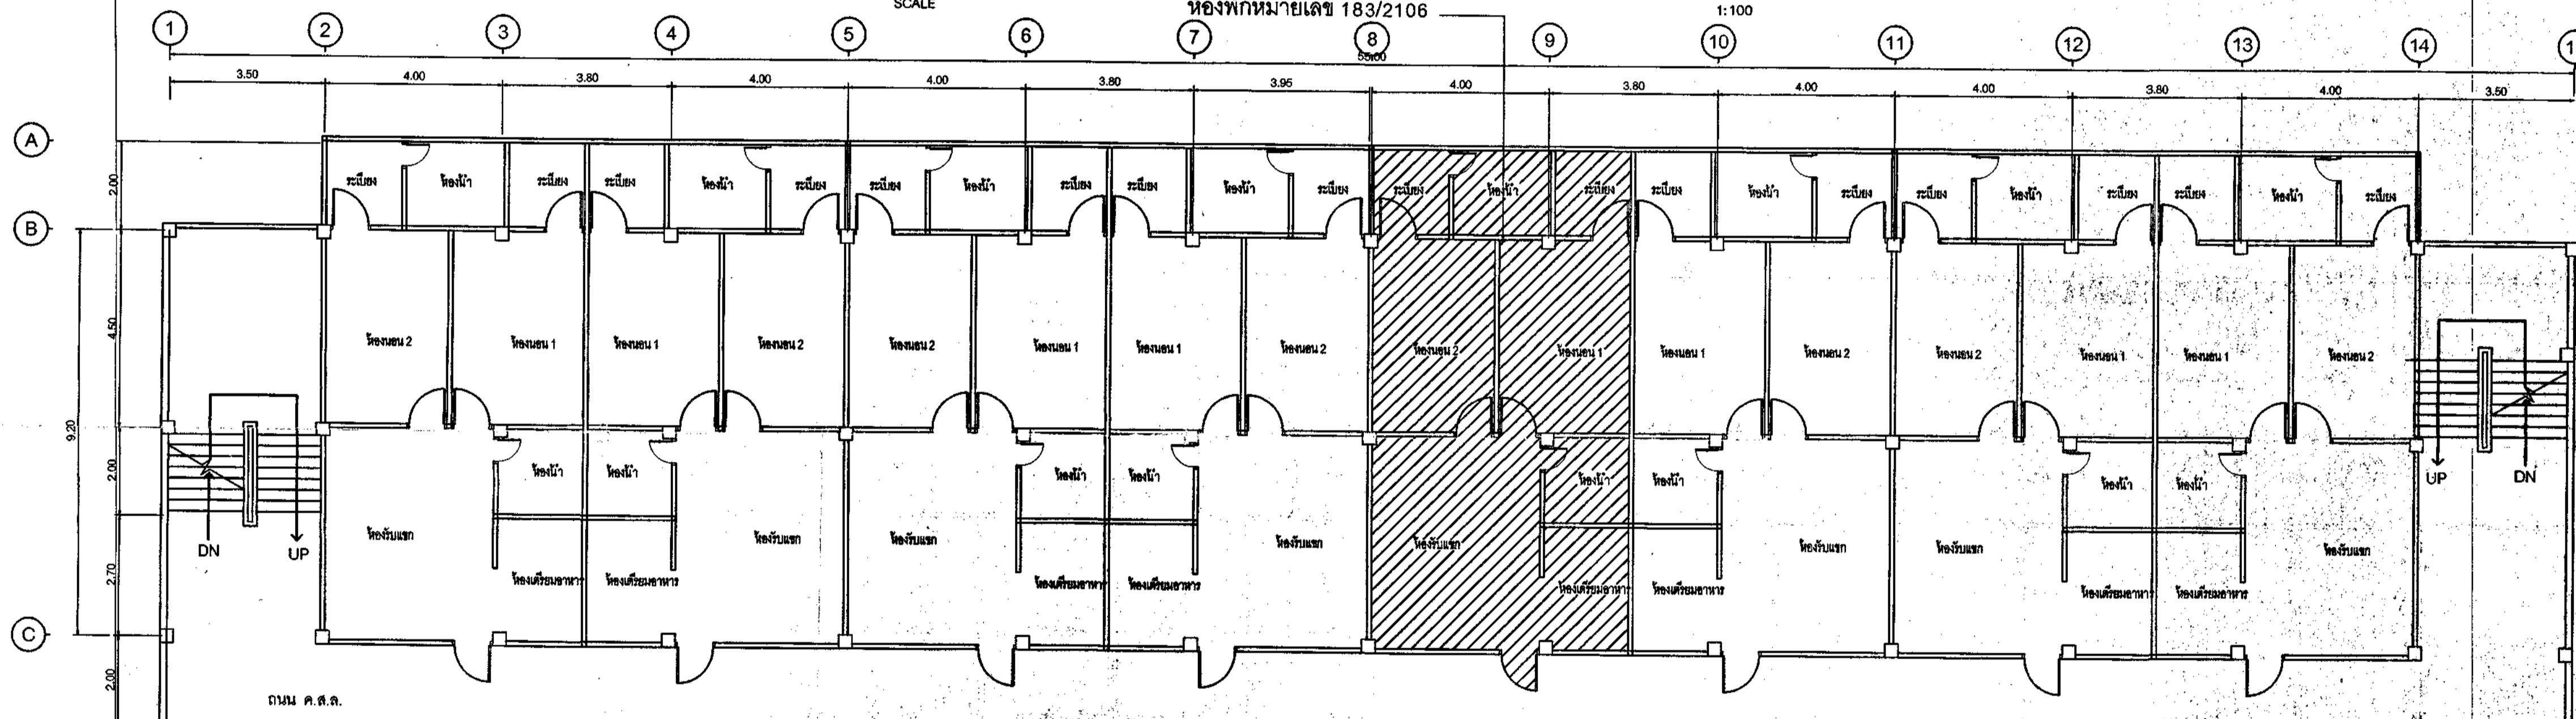 SCALE ห้องพักหมายเลข 183/2106 1:100
1 2 3 4 5 6 7 8 9 10 11 12 13 14
55.00
3.50 4.00 3.80 4.00 4.00 3.80 3.95 4.00 3.80 4.00 4.00 3.80 4.00 3.50
A
2.00
ระเบียง ห้องน้ำ ระเบียง ระเบียง ห้องน้ำ ระเบียง ระเบียง ห้องน้ำ ระเบียง ระเบียง ห้องน้ำ ระเบียง ระเบียง ห้องน้ำ ระเบียง ระเบียง ห้องน้ำ ระเบียง ระเบียง ห้องน้ำ ระเบียง ระเบียง ห้องน้ำ ระเบียง
B
4.50
ห้องนอน 2 ห้องนอน 1 ห้องนอน 1 ห้องนอน 2 ห้องนอน 2 ห้องนอน 1 ห้องนอน 1 ห้องนอน 2 ห้องนอน 2 ห้องนอน 1 ห้องนอน 1 ห้องนอน 2 ห้องนอน 2 ห้องนอน 1 ห้องนอน 1 ห้องนอน 2
9.20
2.00
ห้องน้ำ ห้องน้ำ ห้องน้ำ ห้องน้ำ ห้องน้ำ ห้องน้ำ ห้องน้ำ ห้องน้ำ UP DN
DN UP ห้องรับแขก ห้องรับแขก ห้องรับแขก ห้องรับแขก ห้องรับแขก ห้องรับแขก ห้องรับแขก ห้องรับแขก
2.70
ห้องเตรียมอาหาร ห้องเตรียมอาหาร ห้องเตรียมอาหาร ห้องเตรียมอาหาร ห้องเตรียมอาหาร ห้องเตรียมอาหาร ห้องเตรียมอาหาร ห้องเตรียมอาหาร
C
2.00
ถนน ค.ส.ล.